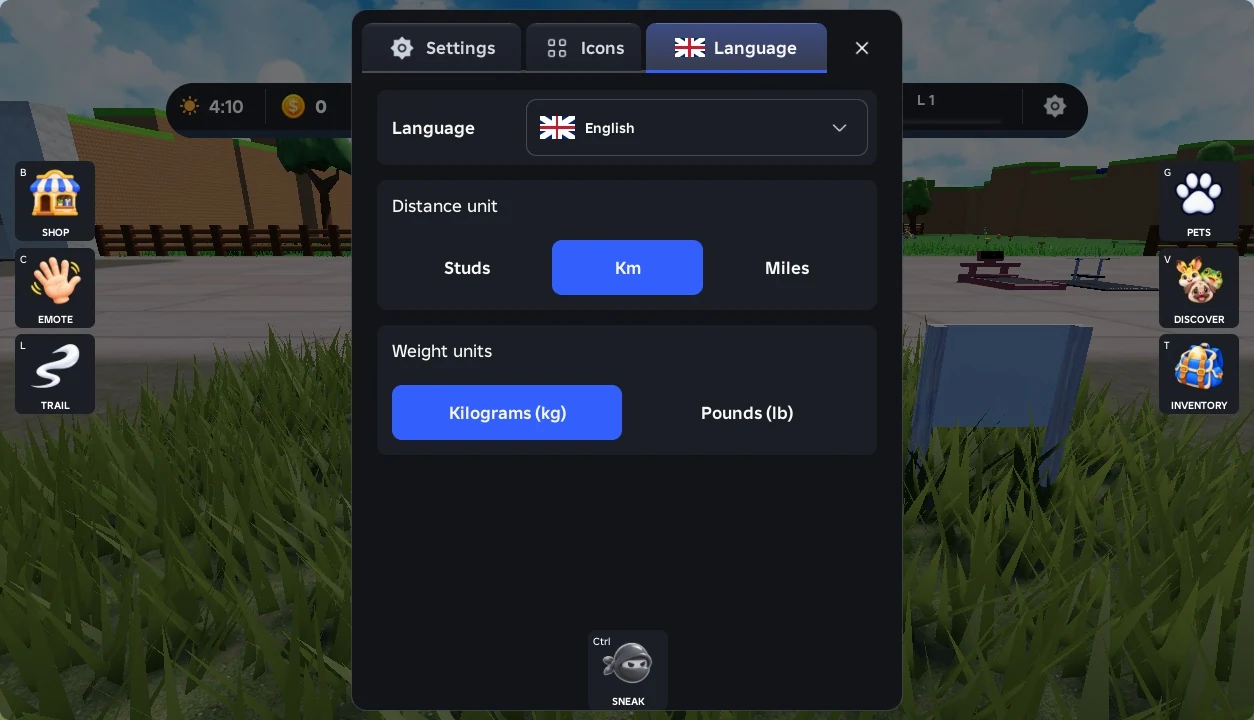 Settings
Icons
Language
4:10
0
L 1
Language
English
Distance unit
Studs
Km
Miles
Weight units
Kilograms (kg)
Pounds (lb)
B
SHOP
C
EMOTE
L
TRAIL
G
PETS
V
DISCOVER
T
INVENTORY
Ctrl
SNEAK